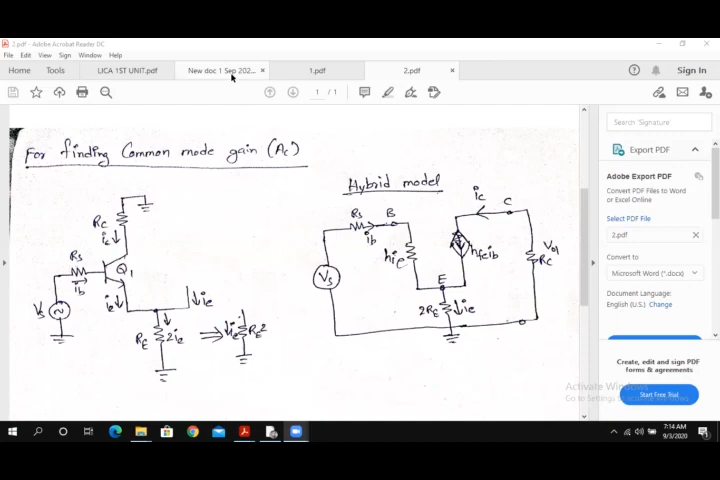 2.pdf - Adobe Acrobat Reader DC
File Edit View Sign Window Help
Home Tools LICA 1ST UNIT.pdf New doc 1 Sep 202... × 1.pdf 2.pdf × Sign In
1 / 1
For finding Common mode gain (Ac)
Hybrid model
Rc
ic
Rs
ib
Q1
Vs
ie
ie
RE
2ie
ie
RE2
Rs
B
ib
ic
C
hie
hfeib
Vo1
Rc
Vs
E
2RE
ie
Search 'Signature'
Export PDF
Adobe Export PDF
Convert PDF Files to Word
or Excel Online
Select PDF File
2.pdf ×
Convert to
Microsoft Word (*.docx)
Document Language:
English (U.S.) Change
Create, edit and sign PDF
forms & agreements
Start Free Trial
Activate Windows
Go to Settings
7:14 AM
9/3/2020